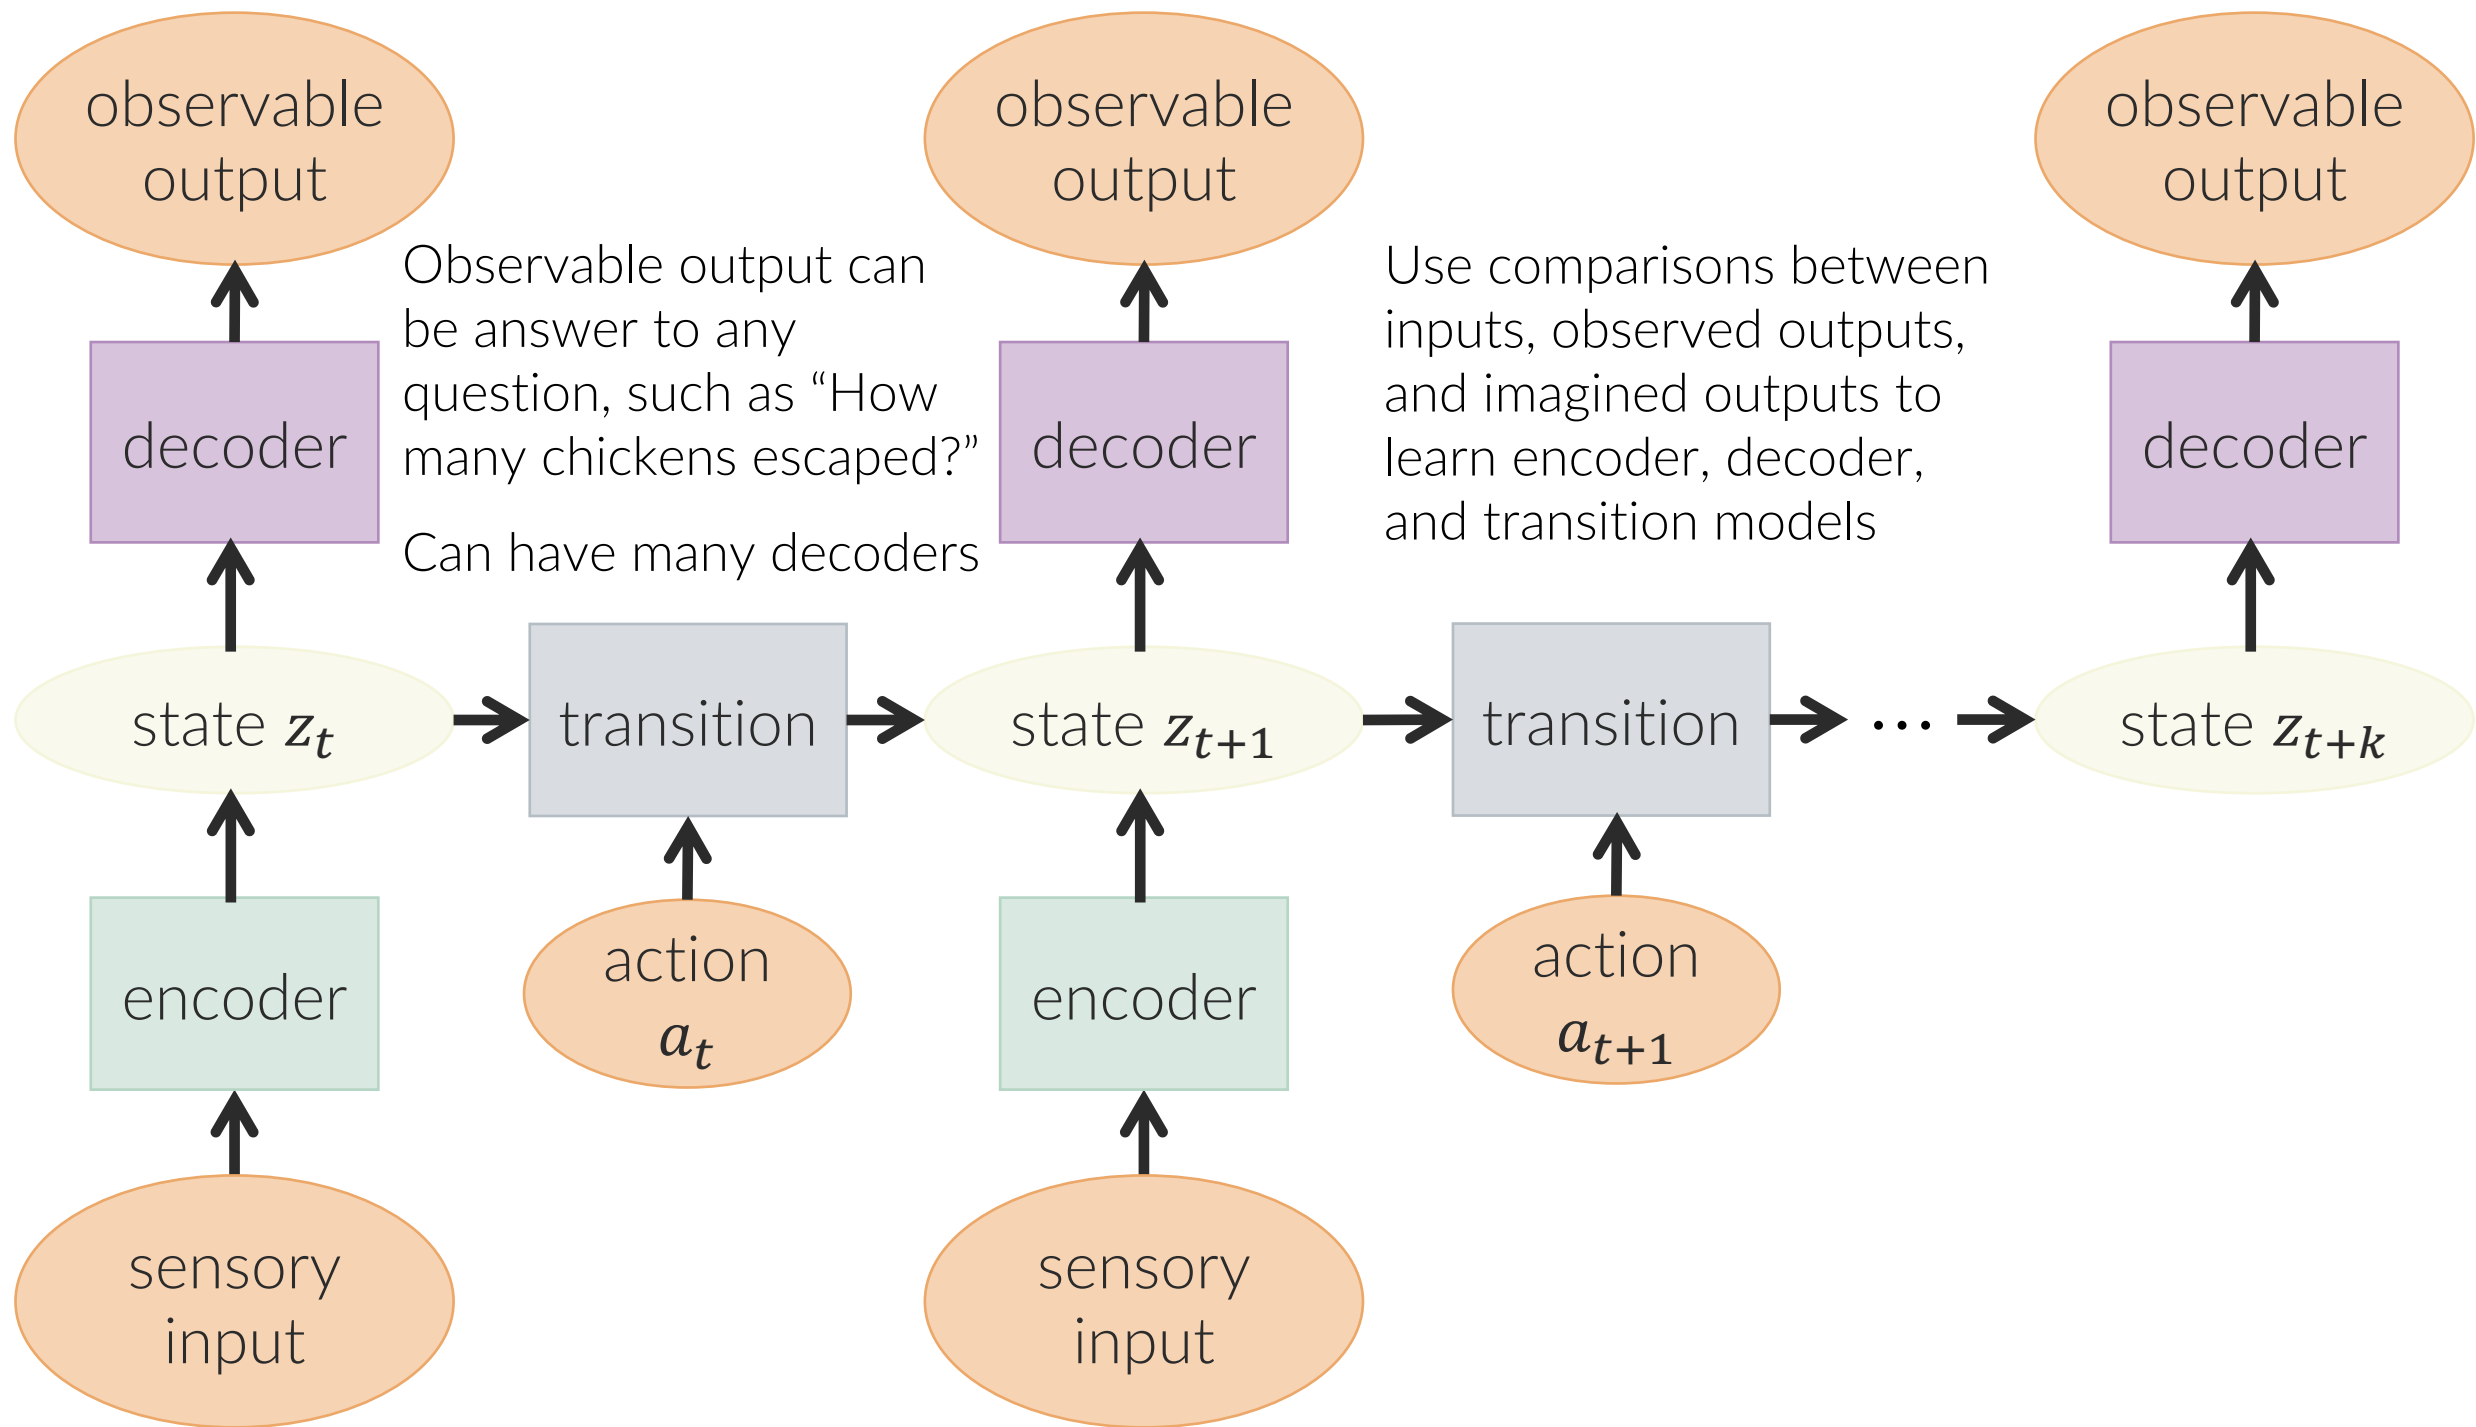 observable
output
observable
output
observable
output
Observable output can
be answer to any
question, such as “How
many chickens escaped?”
Can have many decoders
Use comparisons between
inputs, observed outputs,
and imagined outputs to
learn encoder, decoder,
and transition models
decoder
decoder
decoder
state z_t
transition
state z_{t+1}
transition
...
state z_{t+k}
encoder
action
a_t
encoder
action
a_{t+1}
sensory
input
sensory
input